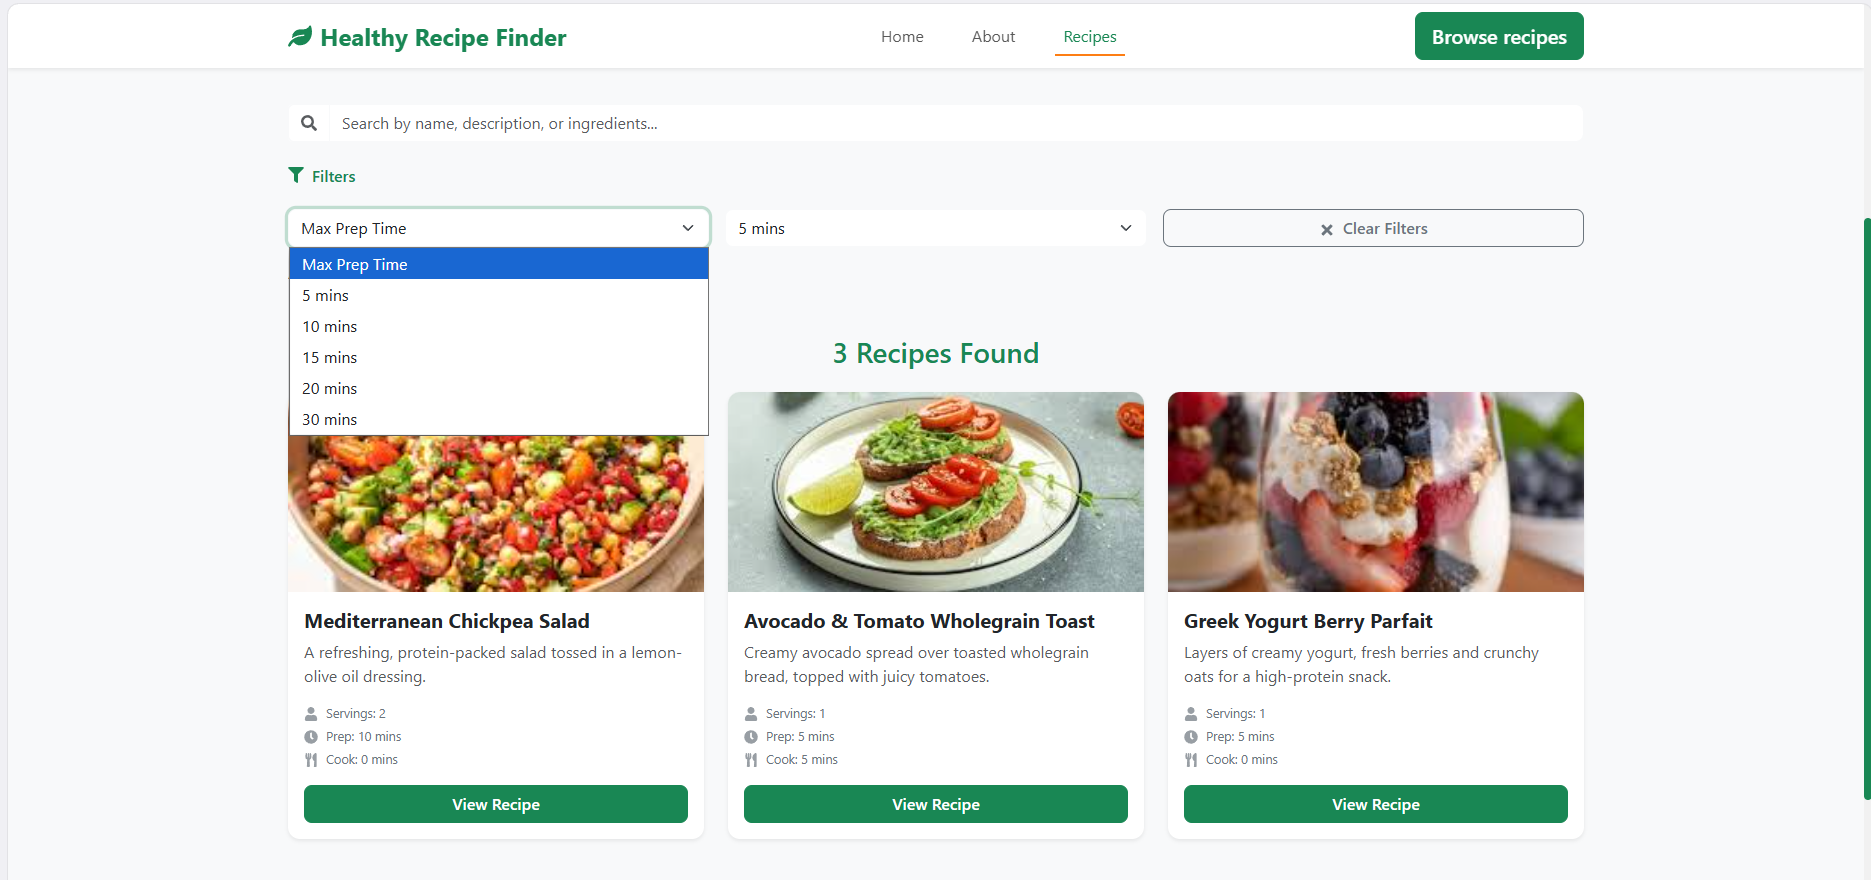 Healthy Recipe Finder
Home
About
Recipes
Browse recipes
Search by name, description, or ingredients...
Filters
Max Prep Time
5 mins
Clear Filters
Max Prep Time
5 mins
10 mins
15 mins
20 mins
30 mins
3 Recipes Found
Mediterranean Chickpea Salad
A refreshing, protein-packed salad tossed in a lemon-
olive oil dressing.
Servings: 2
Prep: 10 mins
Cook: 0 mins
View Recipe
Avocado & Tomato Wholegrain Toast
Creamy avocado spread over toasted wholegrain
bread, topped with juicy tomatoes.
Servings: 1
Prep: 5 mins
Cook: 5 mins
View Recipe
Greek Yogurt Berry Parfait
Layers of creamy yogurt, fresh berries and crunchy
oats for a high-protein snack.
Servings: 1
Prep: 5 mins
Cook: 0 mins
View Recipe